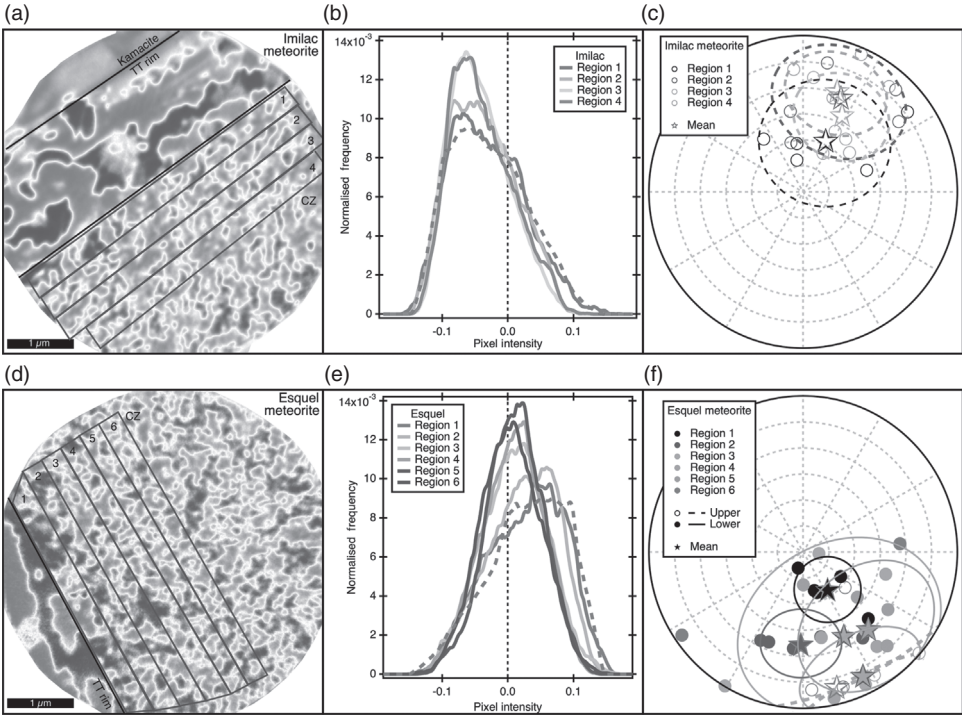 (a)
Kamacite
TT rim
Imilac
meteorite
1
2
3
4
CZ
1 µm
(b)
14x10⁻³
12
10
8
6
4
2
0
Normalised frequency
-0.1
0.0
0.1
Pixel intensity
Imilac
Region 1
Region 2
Region 3
Region 4
(c)
Imilac meteorite
Region 1
Region 2
Region 3
Region 4
Mean
(d)
Esquel
meteorite
CZ
6
5
4
3
2
1
TT rim
1 µm
(e)
14x10⁻³
12
10
8
6
4
2
0
Normalised frequency
-0.1
0.0
0.1
Pixel intensity
Esquel
Region 1
Region 2
Region 3
Region 4
Region 5
Region 6
(f)
Esquel meteorite
Region 1
Region 2
Region 3
Region 4
Region 5
Region 6
Upper
Lower
Mean